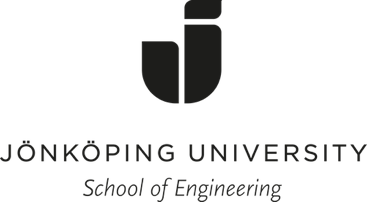 JÖNKÖPING UNIVERSITY
School of Engineering